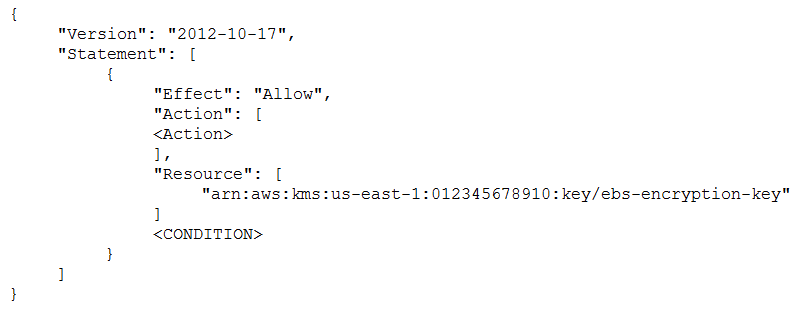 {
"Version": "2012-10-17",
"Statement": [
{
"Effect": "Allow",
"Action": [
<Action>
],
"Resource": [
"arn:aws:kms:us-east-1:012345678910:key/ebs-encryption-key"
]
<CONDITION>
}
]
}